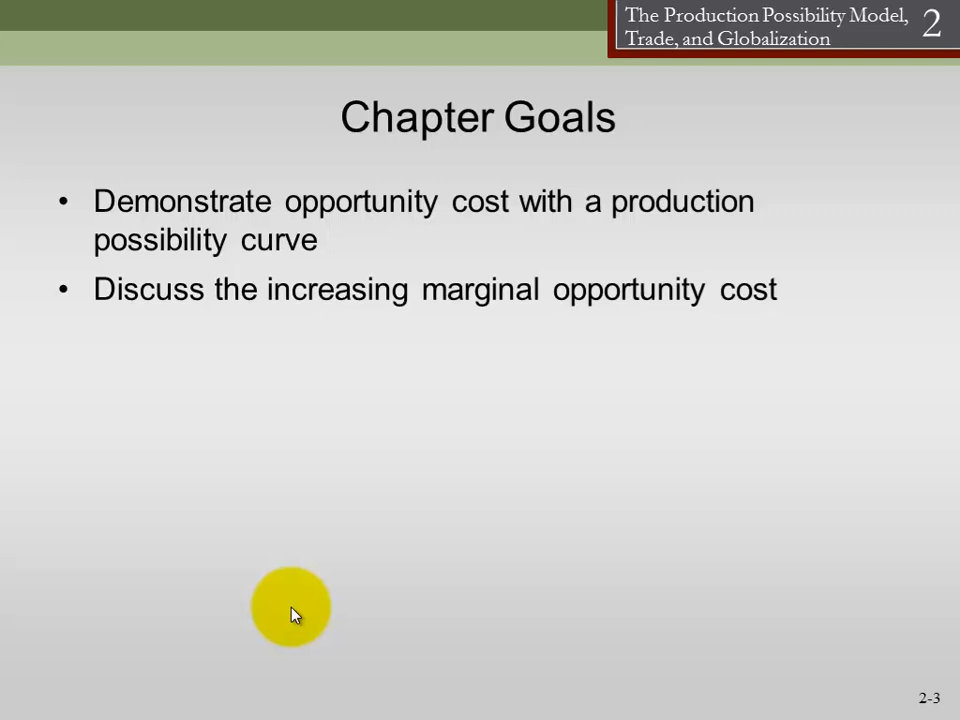 The Production Possibility Model,
Trade, and Globalization
2
Chapter Goals
• Demonstrate opportunity cost with a production
possibility curve
• Discuss the increasing marginal opportunity cost
2-3